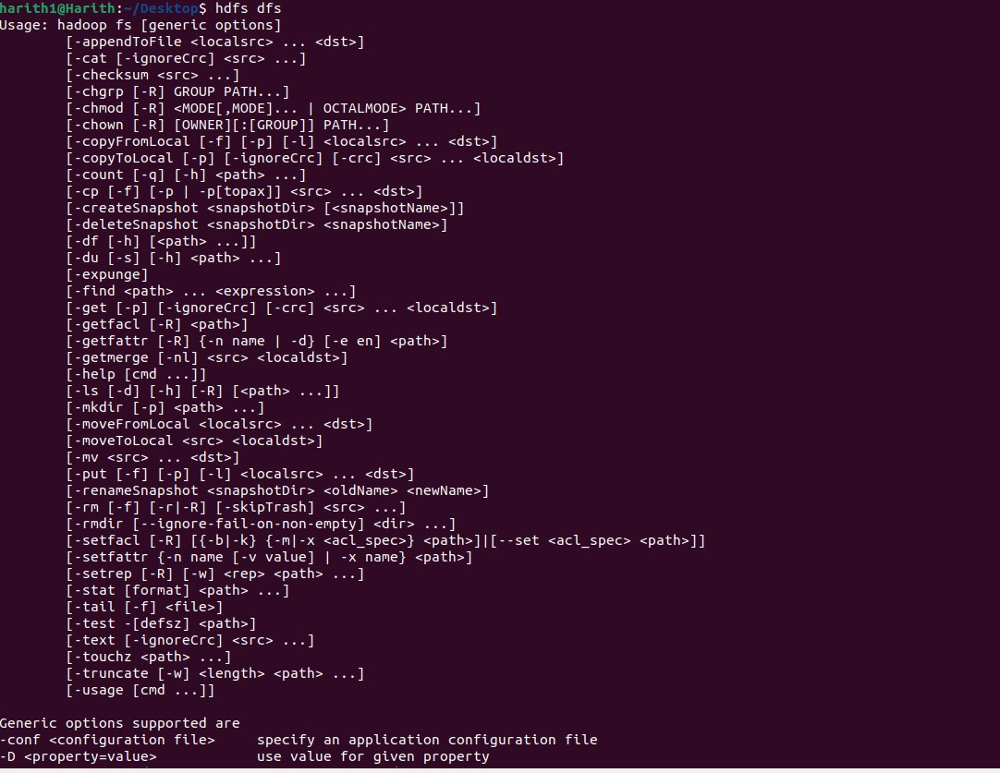 harith1@Harith:~/Desktop$ hdfs dfs
Usage: hadoop fs [generic options]
[-appendToFile <localsrc> ... <dst>]
[-cat [-ignoreCrc] <src> ...]
[-checksum <src> ...]
[-chgrp [-R] GROUP PATH...]
[-chmod [-R] <MODE[,MODE]... | OCTALMODE> PATH...]
[-chown [-R] [OWNER][:[GROUP]] PATH...]
[-copyFromLocal [-f] [-p] [-l] <localsrc> ... <dst>]
[-copyToLocal [-p] [-ignoreCrc] [-crc] <src> ... <localdst>]
[-count [-q] [-h] <path> ...]
[-cp [-f] [-p | -p[topax]] <src> ... <dst>]
[-createSnapshot <snapshotDir> [<snapshotName>]]
[-deleteSnapshot <snapshotDir> <snapshotName>]
[-df [-h] [<path> ...]]
[-du [-s] [-h] <path> ...]
[-expunge]
[-find <path> ... <expression> ...]
[-get [-p] [-ignoreCrc] [-crc] <src> ... <localdst>]
[-getfacl [-R] <path>]
[-getfattr [-R] {-n name | -d} [-e en] <path>]
[-getmerge [-nl] <src> <localdst>]
[-help [cmd ...]]
[-ls [-d] [-h] [-R] [<path> ...]]
[-mkdir [-p] <path> ...]
[-moveFromLocal <localsrc> ... <dst>]
[-moveToLocal <src> <localdst>]
[-mv <src> ... <dst>]
[-put [-f] [-p] [-l] <localsrc> ... <dst>]
[-renameSnapshot <snapshotDir> <oldName> <newName>]
[-rm [-f] [-r|-R] [-skipTrash] <src> ...]
[-rmdir [--ignore-fail-on-non-empty] <dir> ...]
[-setfacl [-R] [{-b|-k} {-m|-x <acl_spec>} <path>]|[--set <acl_spec> <path>]]
[-setfattr {-n name [-v value] | -x name} <path>]
[-setrep [-R] [-w] <rep> <path> ...]
[-stat [format] <path> ...]
[-tail [-f] <file>]
[-test -[defsz] <path>]
[-text [-ignoreCrc] <src> ...]
[-touchz <path> ...]
[-truncate [-w] <length> <path> ...]
[-usage [cmd ...]]
Generic options supported are
-conf <configuration file>     specify an application configuration file
-D <property=value>            use value for given property